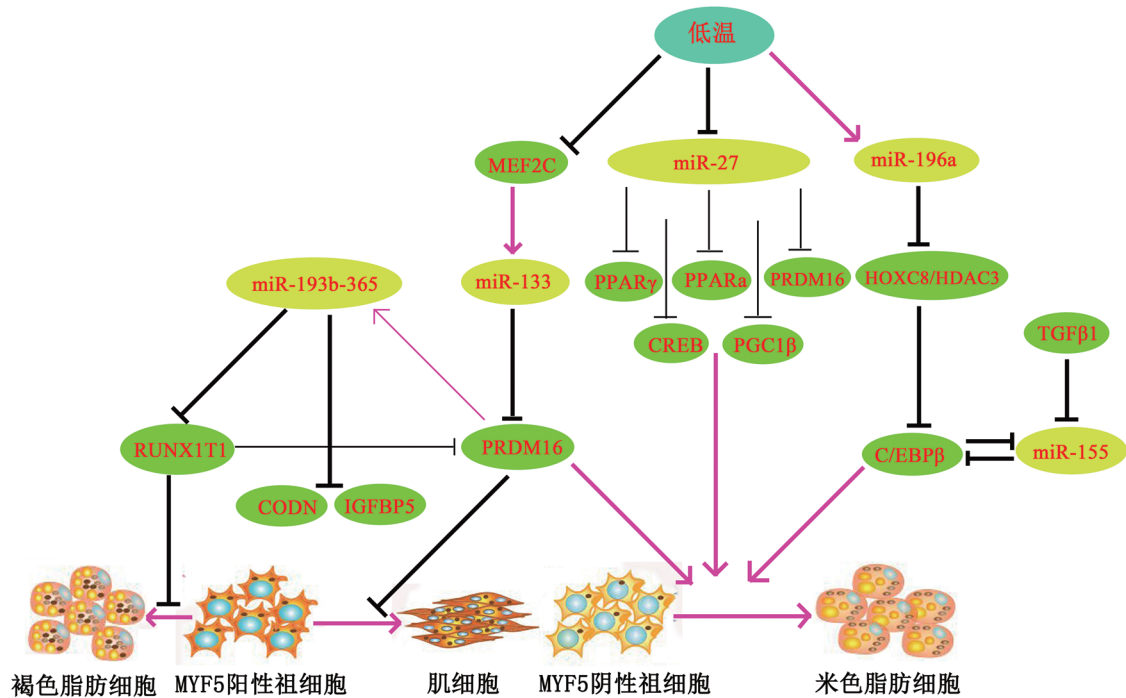 低温
MEF2C
miR-27
miR-196a
miR-193b-365
miR-133
PPARγ
PPARa
PRDM16
HOXC8/HDAC3
CREB
PGC1β
TGFβ1
RUNX1T1
PRDM16
C/EBPβ
miR-155
CODN
IGFBP5
褐色脂肪细胞
MYF5阳性祖细胞
肌细胞
MYF5阴性祖细胞
米色脂肪细胞